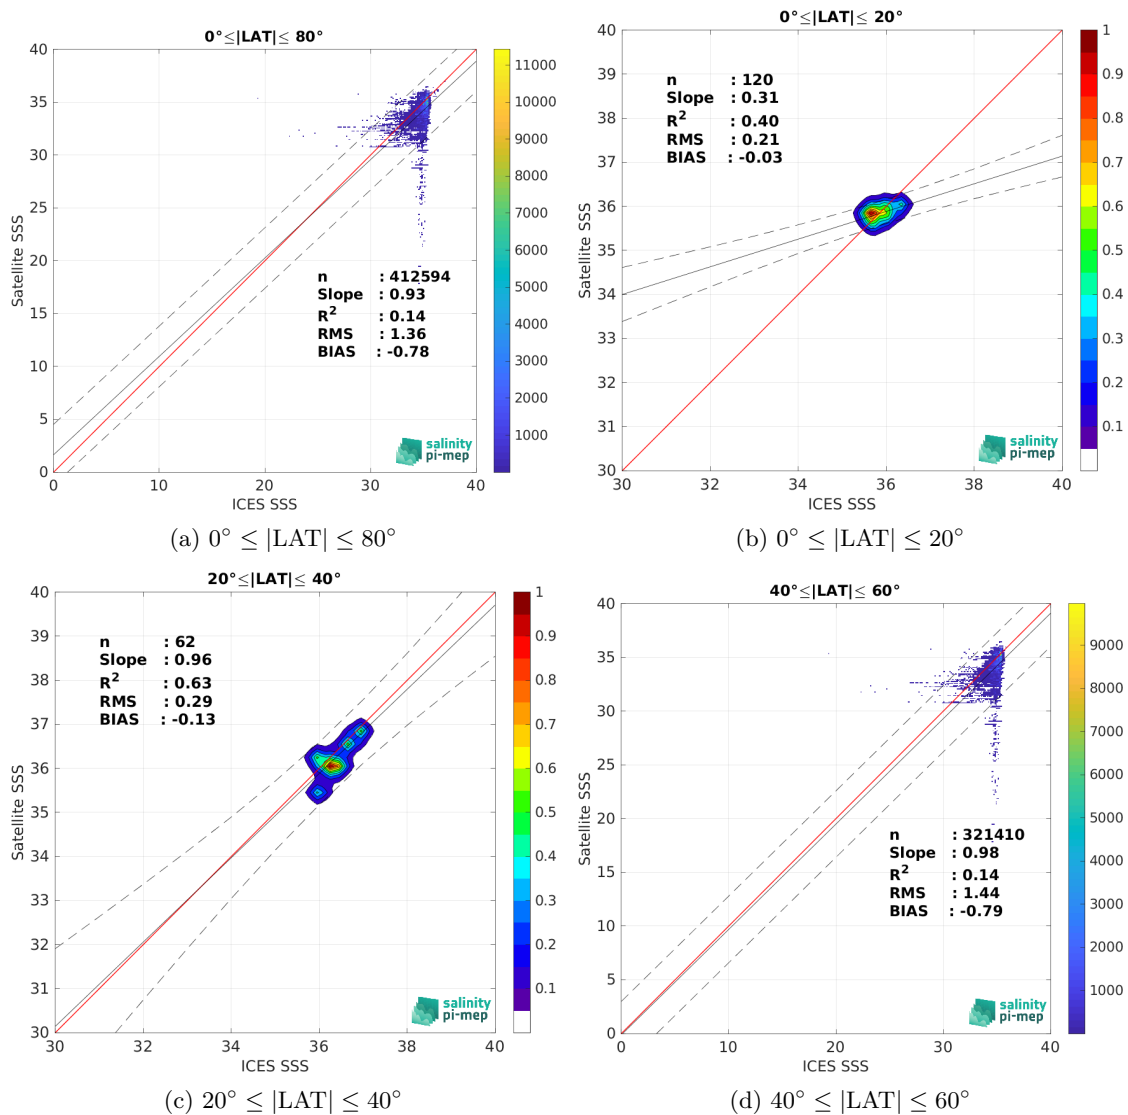 0°≤|LAT|≤ 80°
40
35
30
25
20
15
10
5
0
0
10
20
30
40
Satellite SSS
ICES SSS
n : 412594
Slope : 0.93
R² : 0.14
RMS : 1.36
BIAS : -0.78
11000
10000
9000
8000
7000
6000
5000
4000
3000
2000
1000
salinity
pi-mep
(a) 0° ≤ |LAT| ≤ 80°
0°≤|LAT|≤ 20°
40
39
38
37
36
35
34
33
32
31
30
30
32
34
36
38
40
Satellite SSS
ICES SSS
n : 120
Slope : 0.31
R² : 0.40
RMS : 0.21
BIAS : -0.03
1
0.9
0.8
0.7
0.6
0.5
0.4
0.3
0.2
0.1
salinity
pi-mep
(b) 0° ≤ |LAT| ≤ 20°
20°≤|LAT|≤ 40°
40
39
38
37
36
35
34
33
32
31
30
30
32
34
36
38
40
Satellite SSS
ICES SSS
n : 62
Slope : 0.96
R² : 0.63
RMS : 0.29
BIAS : -0.13
1
0.9
0.8
0.7
0.6
0.5
0.4
0.3
0.2
0.1
salinity
pi-mep
(c) 20° ≤ |LAT| ≤ 40°
40°≤|LAT|≤ 60°
40
35
30
25
20
15
10
5
0
0
10
20
30
40
Satellite SSS
ICES SSS
n : 321410
Slope : 0.98
R² : 0.14
RMS : 1.44
BIAS : -0.79
9000
8000
7000
6000
5000
4000
3000
2000
1000
salinity
pi-mep
(d) 40° ≤ |LAT| ≤ 60°